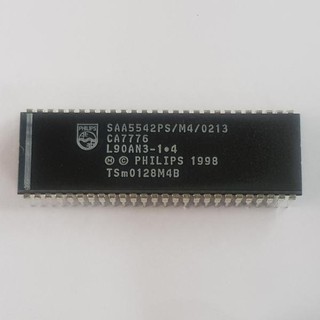 PHILIPS
SAA5542PS/M4/0213
CA7776
L90AN3-1*4
Ⓜ © PHILIPS 1998
TSm0128M4B